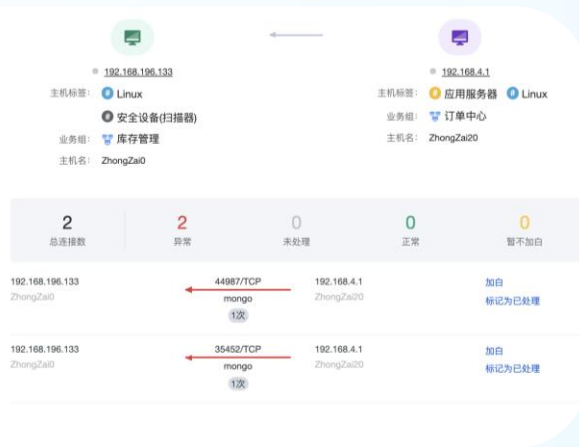 192.168.196.133
192.168.4.1
主机标签: Linux
主机标签: 应用服务器 Linux
安全设备(扫描器)
业务组: 订单中心
业务组: 库存管理
主机名: ZhongZai20
主机名: ZhongZai0
2 2 0 0 0
总连接数 异常 未处理 正常 暂不加白
192.168.196.133 44987/TCP 192.168.4.1 加白
ZhongZai0 mongo ZhongZai20 标记为已处理
1次
192.168.196.133 35452/TCP 192.168.4.1 加白
ZhongZai0 mongo ZhongZai20 标记为已处理
1次